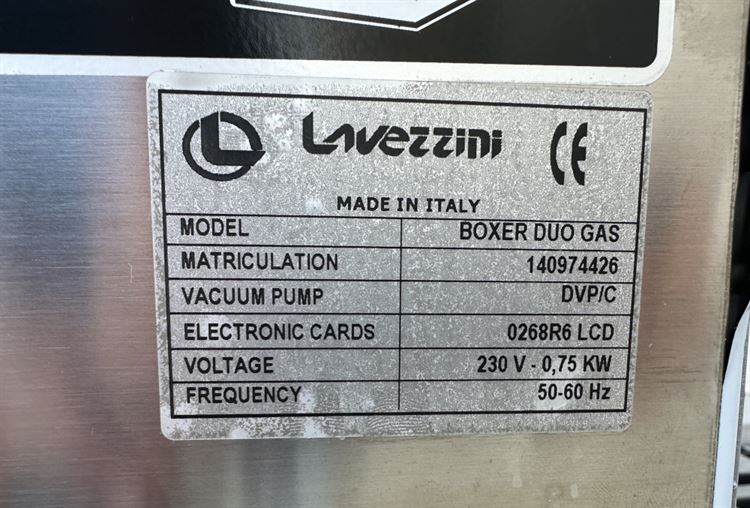 Lavezzini CE
MADE IN ITALY
MODEL BOXER DUO GAS
MATRICULATION 140974426
VACUUM PUMP DVP/C
ELECTRONIC CARDS 0268R6 LCD
VOLTAGE 230 V - 0,75 KW
FREQUENCY 50-60 Hz